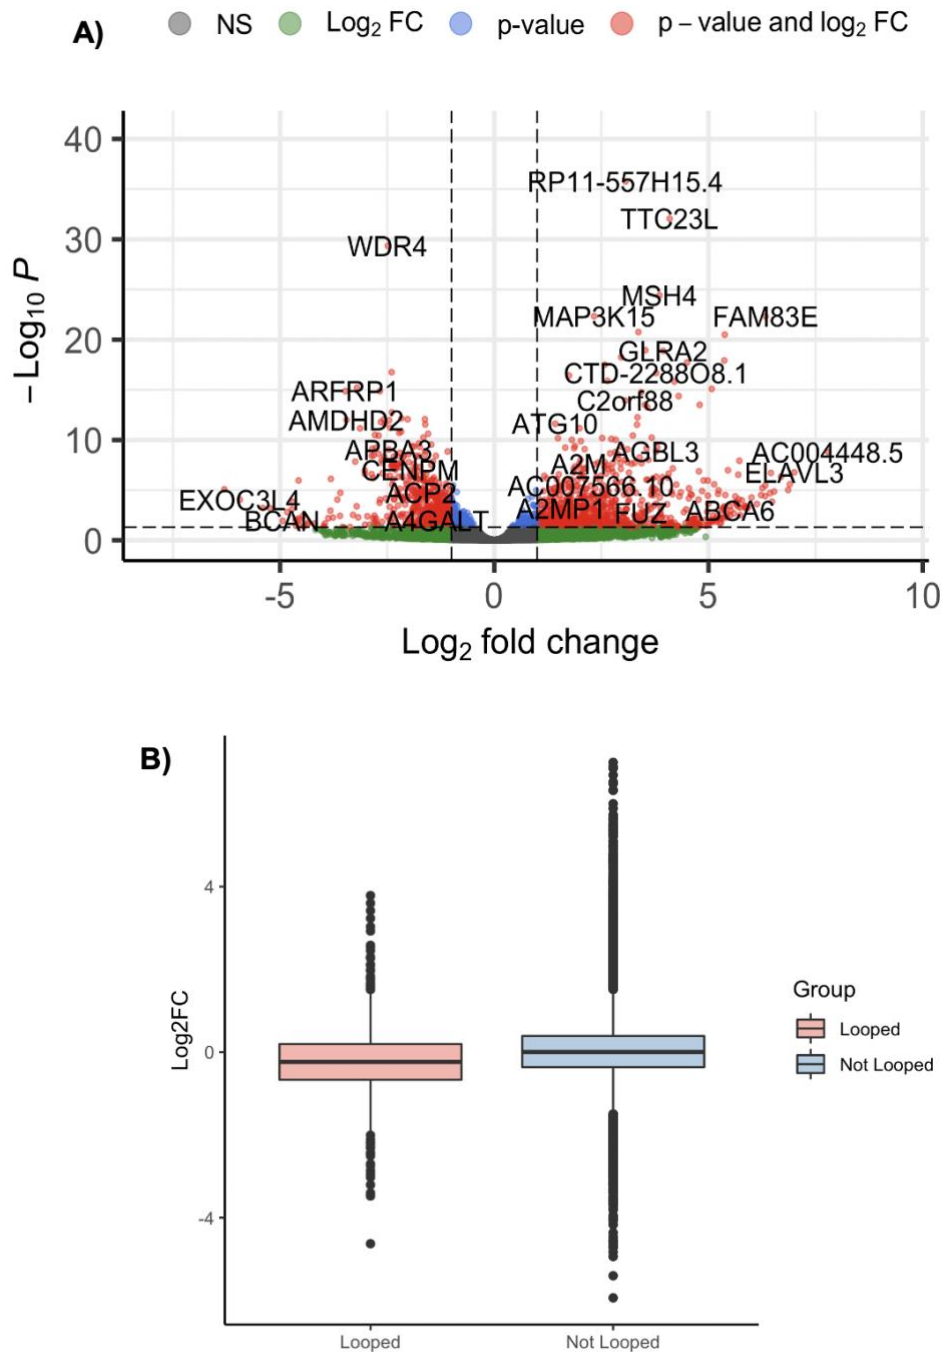 A) NS Log2 FC p-value p – value and log2 FC
40
RP11-557H15.4
TTC23L
30
WDR4
MSH4
MAP3K15 FAM83E
20
GLRA2
CTD-2288O8.1
ARFRP1
C2orf88
AMDHD2 ATG10
10
APBA3 AGBL3 AC004448.5
CENPM A2M ELAVL3
ACP2 AC007566.10
EXOC3L4 A2MP1 FUZ ABCA6
BCAN A4GALT
0
– Log10 P
-5 0 5 10
Log2 fold change
B)
4
0
-4
Log2FC
Group
Looped
Not Looped
Looped Not Looped